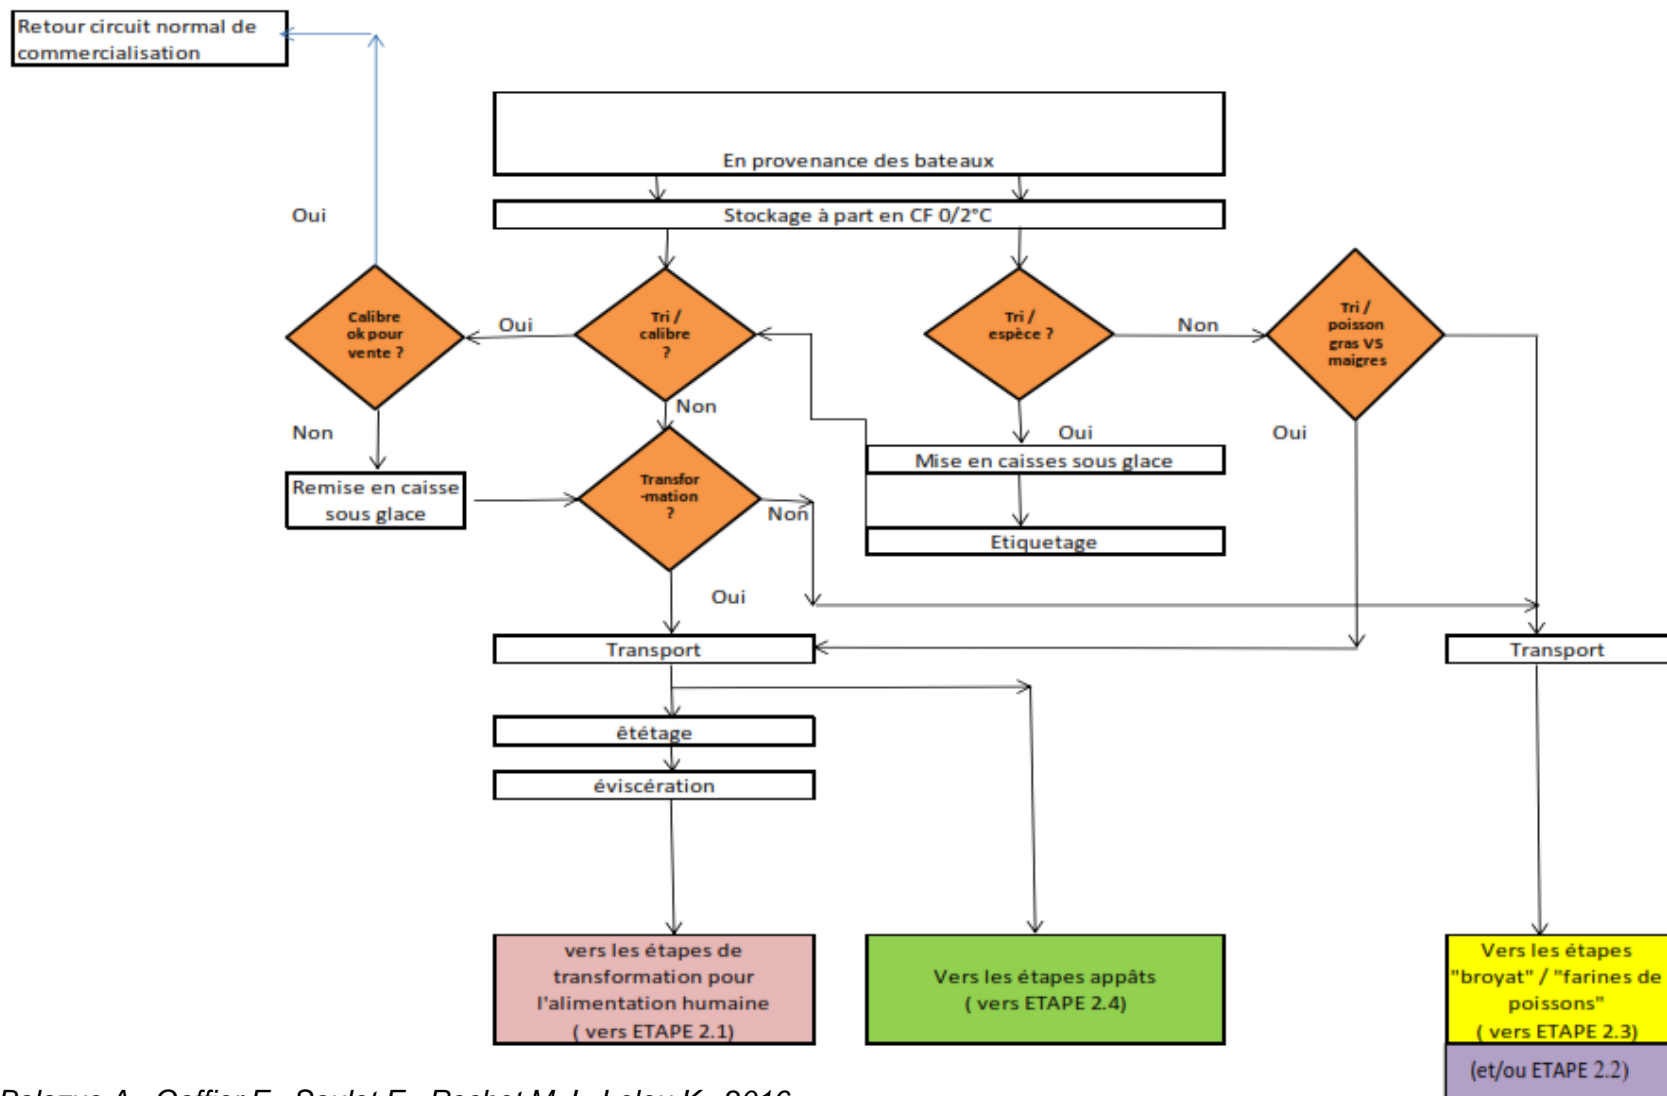 Retour circuit normal de
commercialisation
En provenance des bateaux
Stockage à part en CF 0/2°C
Oui
Calibre
ok pour
vente ?
Oui
Tri /
calibre
?
Tri /
espèce ?
Non
Tri /
poisson
gras VS
maigres
Non
Non
Oui
Oui
Mise en caisses sous glace
Remise en caisse
sous glace
Transfor
-mation
?
Non
Etiquetage
Oui
Transport
Transport
êtétage
éviscération
vers les étapes de
transformation pour
l'alimentation humaine
( vers ETAPE 2.1)
Vers les étapes appâts
( vers ETAPE 2.4)
Vers les étapes
"broyat" / "farines de
poissons"
( vers ETAPE 2.3)
(et/ou ETAPE 2.2)